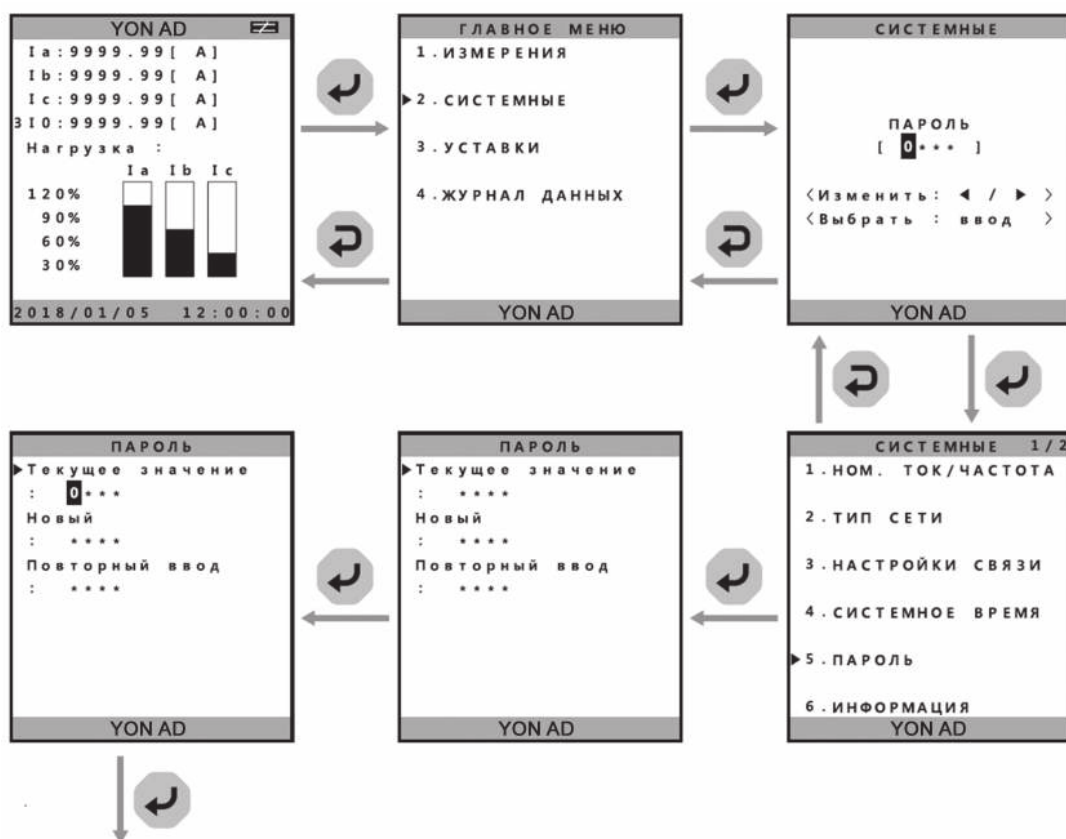 YON AD
Ia:9999.99[ A]
Ib:9999.99[ A]
Ic:9999.99[ A]
3I0:9999.99[ A]
Нагрузка :
Ia Ib Ic
120%
90%
60%
30%
2018/01/05 12:00:00
ГЛАВНОЕ МЕНЮ
1.ИЗМЕРЕНИЯ
▶2.СИСТЕМНЫЕ
3.УСТАВКИ
4.ЖУРНАЛ ДАННЫХ
YON AD
СИСТЕМНЫЕ
ПАРОЛЬ
[ 0*** ]
<Изменить: ◀ / ▶ >
<Выбрать : ввод >
YON AD
ПАРОЛЬ
▶Текущее значение
: 0***
Новый
: ****
Повторный ввод
: ****
YON AD
ПАРОЛЬ
▶Текущее значение
: ****
Новый
: ****
Повторный ввод
: ****
YON AD
СИСТЕМНЫЕ 1/2
1.НОМ. ТОК/ЧАСТОТА
2.ТИП СЕТИ
3.НАСТРОЙКИ СВЯЗИ
4.СИСТЕМНОЕ ВРЕМЯ
▶5.ПАРОЛЬ
6.ИНФОРМАЦИЯ
YON AD